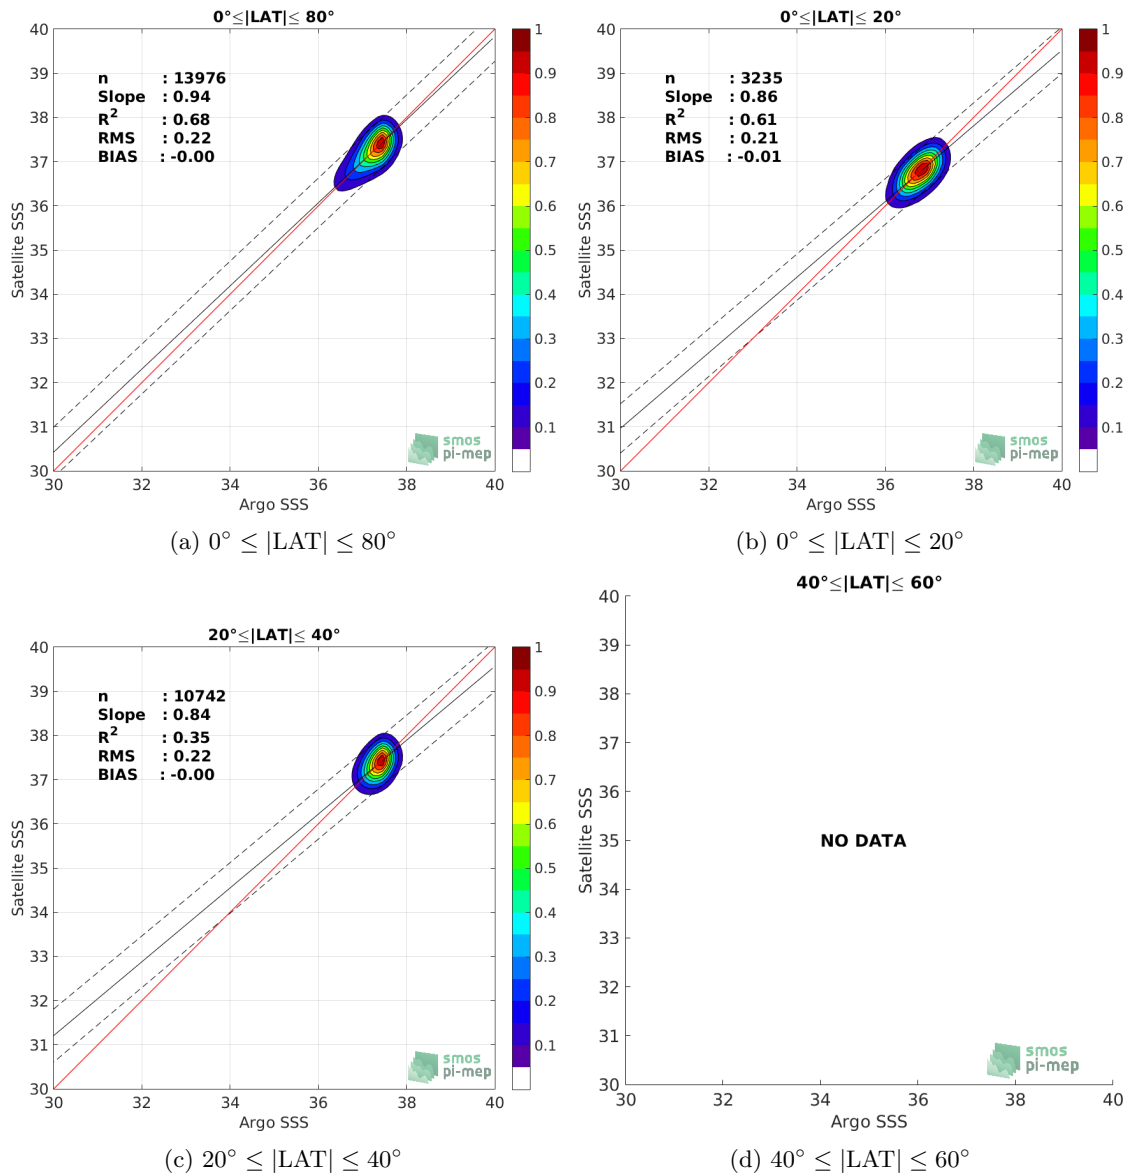 0°≤|LAT|≤ 80°
n : 13976
Slope : 0.94
R2 : 0.68
RMS : 0.22
BIAS : -0.00
40
39
38
37
36
35
34
33
32
31
30
Satellite SSS
30 32 34 36 38 40
Argo SSS
1
0.9
0.8
0.7
0.6
0.5
0.4
0.3
0.2
0.1
smos
pi-mep
(a) 0° ≤ |LAT| ≤ 80°
0°≤|LAT|≤ 20°
n : 3235
Slope : 0.86
R2 : 0.61
RMS : 0.21
BIAS : -0.01
40
39
38
37
36
35
34
33
32
31
30
Satellite SSS
30 32 34 36 38 40
Argo SSS
1
0.9
0.8
0.7
0.6
0.5
0.4
0.3
0.2
0.1
smos
pi-mep
(b) 0° ≤ |LAT| ≤ 20°
20°≤|LAT|≤ 40°
n : 10742
Slope : 0.84
R2 : 0.35
RMS : 0.22
BIAS : -0.00
40
39
38
37
36
35
34
33
32
31
30
Satellite SSS
30 32 34 36 38 40
Argo SSS
1
0.9
0.8
0.7
0.6
0.5
0.4
0.3
0.2
0.1
smos
pi-mep
(c) 20° ≤ |LAT| ≤ 40°
40°≤|LAT|≤ 60°
40
39
38
37
36
35
34
33
32
31
30
Satellite SSS
NO DATA
30 32 34 36 38 40
Argo SSS
smos
pi-mep
(d) 40° ≤ |LAT| ≤ 60°